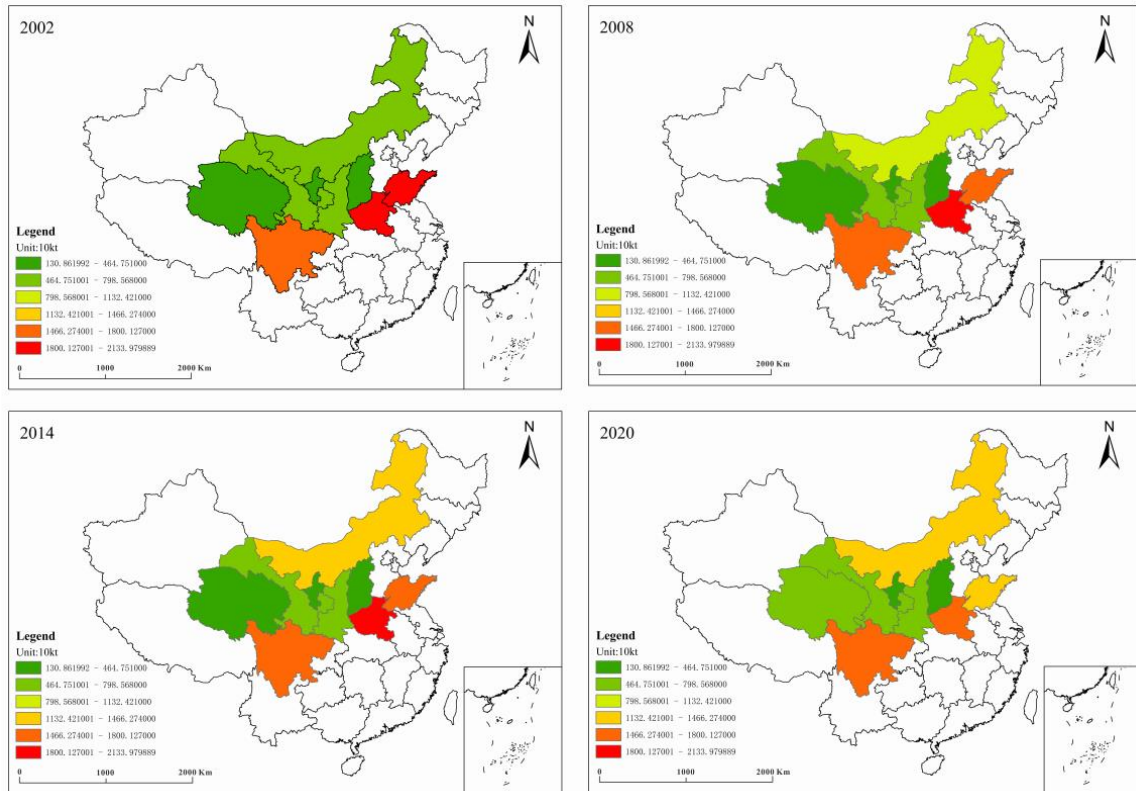 2002
N
Legend
Unit:10kt
130.861992 - 464.751000
464.751001 - 798.568000
798.568001 - 1132.421000
1132.421001 - 1466.274000
1466.274001 - 1800.127000
1800.127001 - 2133.979889
0 1000 2000 Km
2008
N
Legend
Unit:10kt
130.861992 - 464.751000
464.751001 - 798.568000
798.568001 - 1132.421000
1132.421001 - 1466.274000
1466.274001 - 1800.127000
1800.127001 - 2133.979889
0 1000 2000 Km
2014
N
Legend
Unit:10kt
130.861992 - 464.751000
464.751001 - 798.568000
798.568001 - 1132.421000
1132.421001 - 1466.274000
1466.274001 - 1800.127000
1800.127001 - 2133.979889
0 1000 2000 Km
2020
N
Legend
Unit:10kt
130.861992 - 464.751000
464.751001 - 798.568000
798.568001 - 1132.421000
1132.421001 - 1466.274000
1466.274001 - 1800.127000
1800.127001 - 2133.979889
0 1000 2000 Km